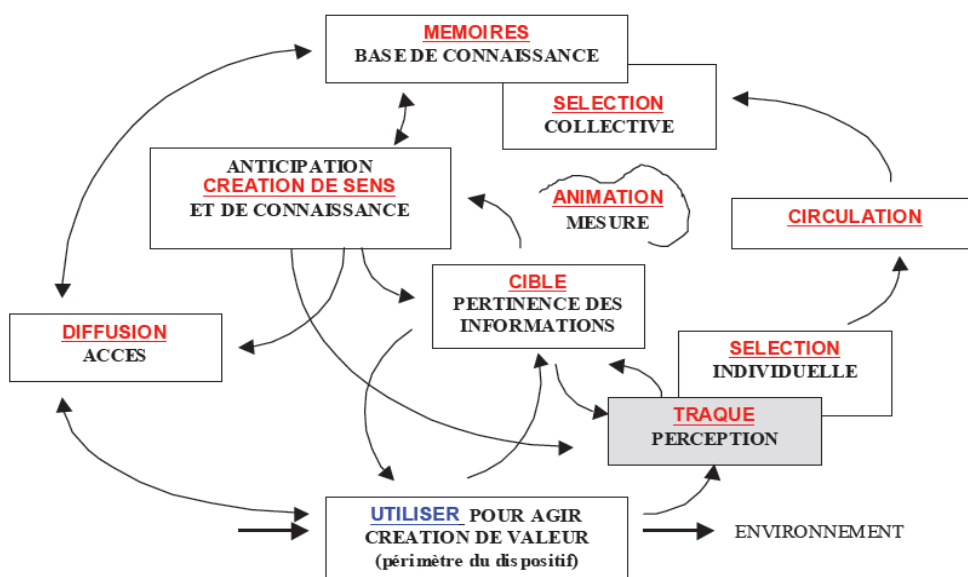 MEMOIRES
BASE DE CONNAISSANCE
SELECTION
COLLECTIVE
ANTICIPATION
CREATION DE SENS
ET DE CONNAISSANCE
ANIMATION
MESURE
CIRCULATION
CIBLE
PERTINENCE DES
INFORMATIONS
DIFFUSION
ACCES
SELECTION
INDIVIDUELLE
TRAQUE
PERCEPTION
UTILISER POUR AGIR
CREATION DE VALEUR
(périmètre du dispositif)
ENVIRONNEMENT